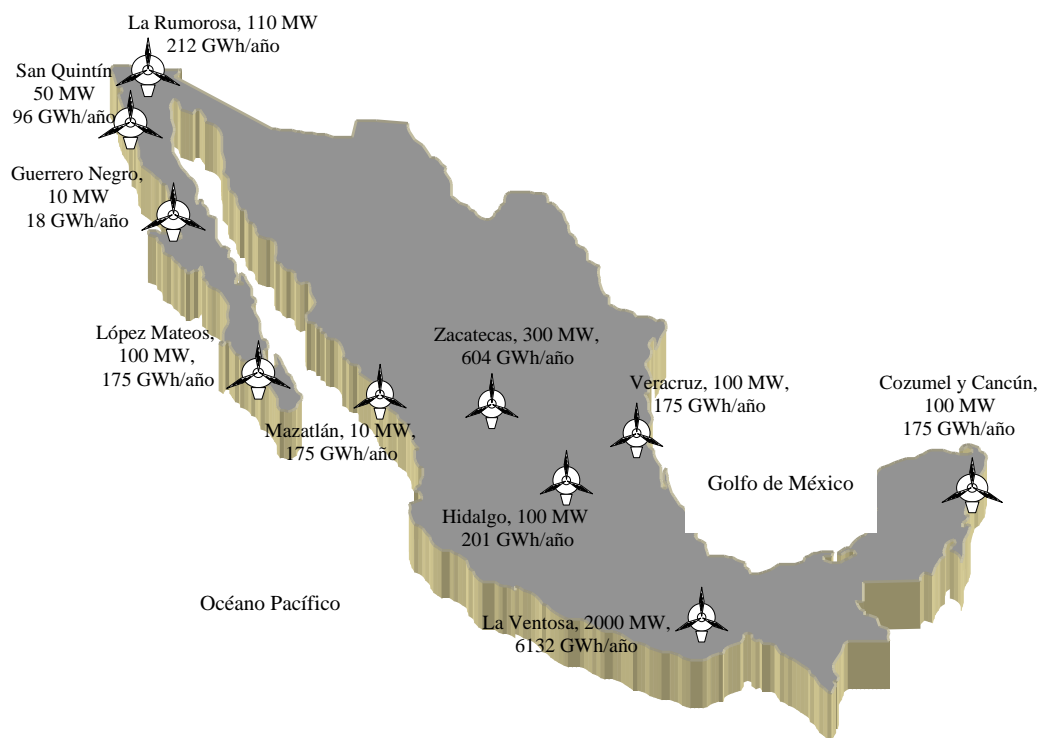 La Rumorosa, 110 MW
212 GWh/año
San Quintín
50 MW
96 GWh/año
Guerrero Negro,
10 MW
18 GWh/año
López Mateos,
100 MW,
175 GWh/año
Mazatlán, 10 MW,
175 GWh/año
Zacatecas, 300 MW,
604 GWh/año
Veracruz, 100 MW,
175 GWh/año
Cozumel y Cancún,
100 MW
175 GWh/año
Golfo de México
Hidalgo, 100 MW
201 GWh/año
Océano Pacífico
La Ventosa, 2000 MW,
6132 GWh/año